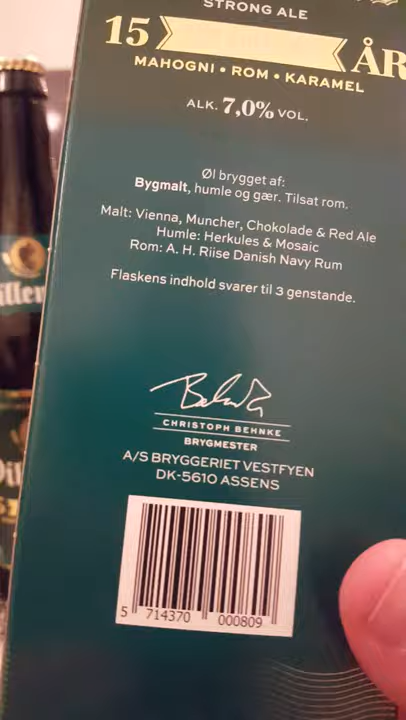 STRONG ALE
15 ÅR
MAHOGNI • ROM • KARAMEL
ALK. 7,0% VOL.
Øl brygget af:
Bygmalt, humle og gær. Tilsat rom.
Malt: Vienna, Muncher, Chokolade & Red Ale
Humle: Herkules & Mosaic
Rom: A. H. Riise Danish Navy Rum
Flaskens indhold svarer til 3 genstande.
CHRISTOPH BEHNKE
BRYGMESTER
A/S BRYGGERIET VESTFYEN
DK-5610 ASSENS
5 714370 000809